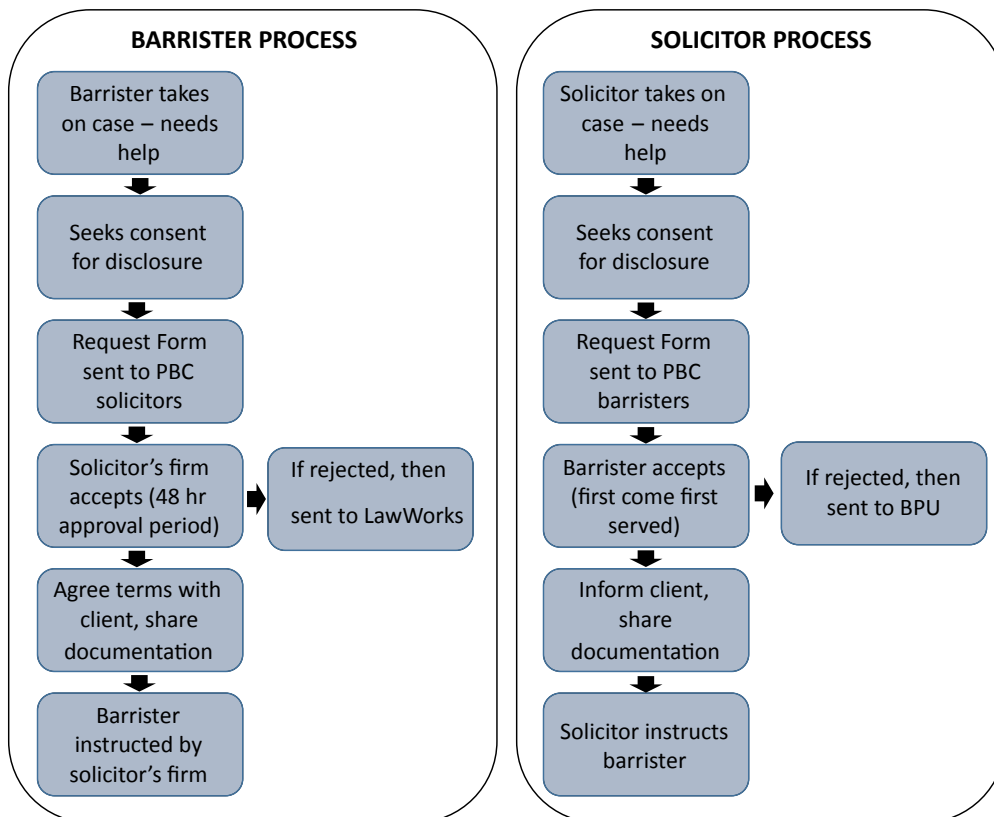 BARRISTER PROCESS
Barrister takes
on case – needs
help
Seeks consent
for disclosure
Request Form
sent to PBC
solicitors
Solicitor’s firm
accepts (48 hr
approval period)
If rejected, then
sent to LawWorks
Agree terms with
client, share
documentation
Barrister
instructed by
solicitor’s firm
SOLICITOR PROCESS
Solicitor takes on
case – needs
help
Seeks consent
for disclosure
Request Form
sent to PBC
barristers
Barrister accepts
(first come first
served)
If rejected, then
sent to BPU
Inform client,
share
documentation
Solicitor instructs
barrister